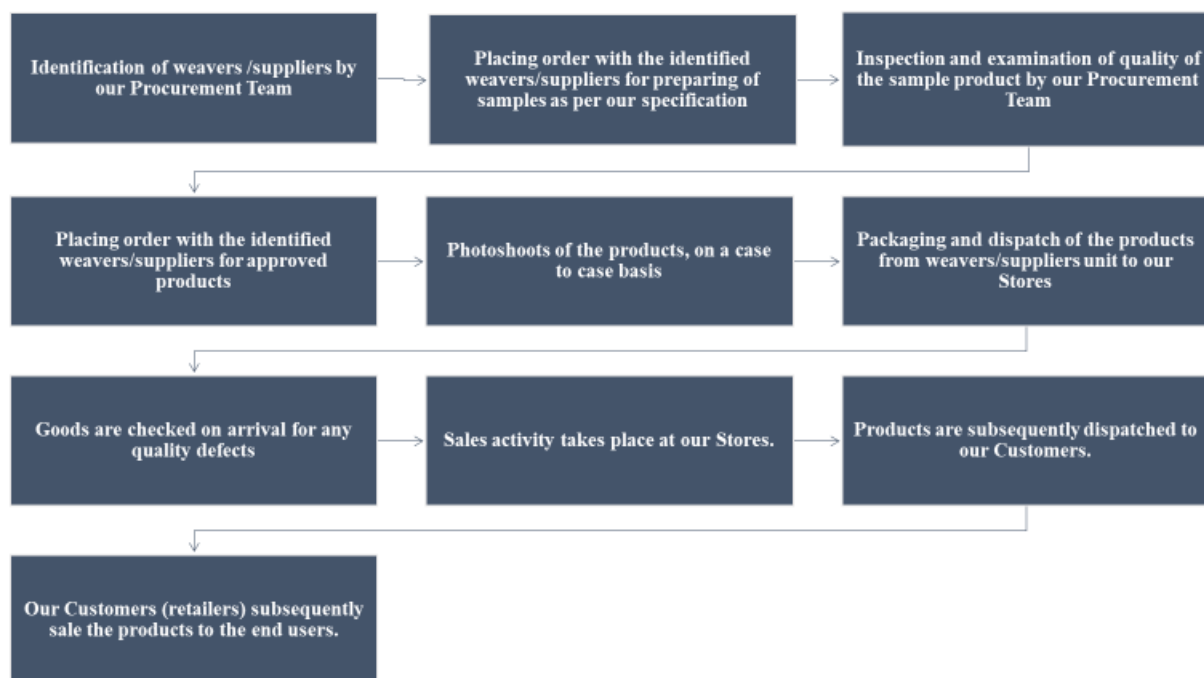 Identification of weavers /suppliers by
our Procurement Team
Placing order with the identified
weavers/suppliers for preparing of
samples as per our specification
Inspection and examination of quality of
the sample product by our Procurement
Team
Placing order with the identified
weavers/suppliers for approved
products
Photoshoots of the products, on a case
to case basis
Packaging and dispatch of the products
from weavers/suppliers unit to our
Stores
Goods are checked on arrival for any
quality defects
Sales activity takes place at our Stores.
Products are subsequently dispatched to
our Customers.
Our Customers (retailers) subsequently
sale the products to the end users.